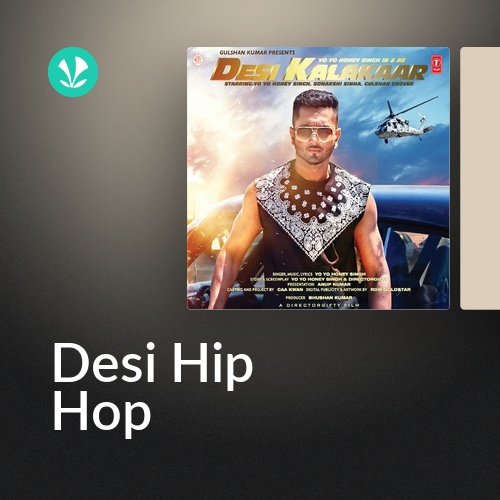 GULSHAN KUMAR PRESENTS
YO YO HONEY SINGH IN & AS
DESI KALAKAAR
STARRING: YO YO HONEY SINGH, SONAKSHI SINHA, GULSHAN GROVER
T
SINGER, MUSIC, LYRICS YO YO HONEY SINGH
STORY & SCREENPLAY YO YO HONEY SINGH & DIRECTORGIFTY
PRESENTATION ANUP KUMAR
CASTING AND PROJECT BY CAA KWAN DIGITAL PUBLICITY & ARTWORK BY RONI GOLDSTAR
PRODUCER BHUSHAN KUMAR
A DIRECTORGIFTY FILM
Desi Hip
Hop